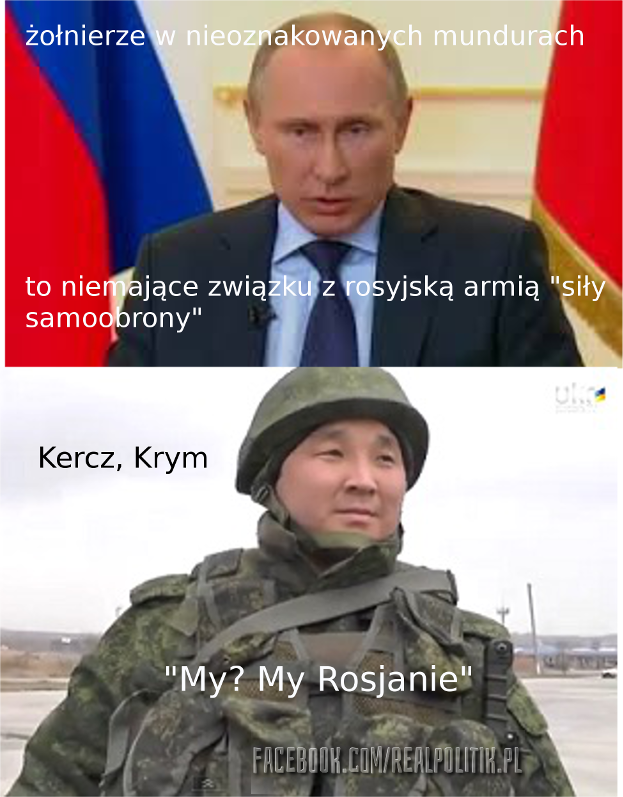 żołnierze w nieoznakowanych mundurach
to niemające związku z rosyjską armią "siły
samoobrony"
Kercz, Krym
"My? My Rosjanie"
FACEBOOK.COM/REALPOLITIK.PL